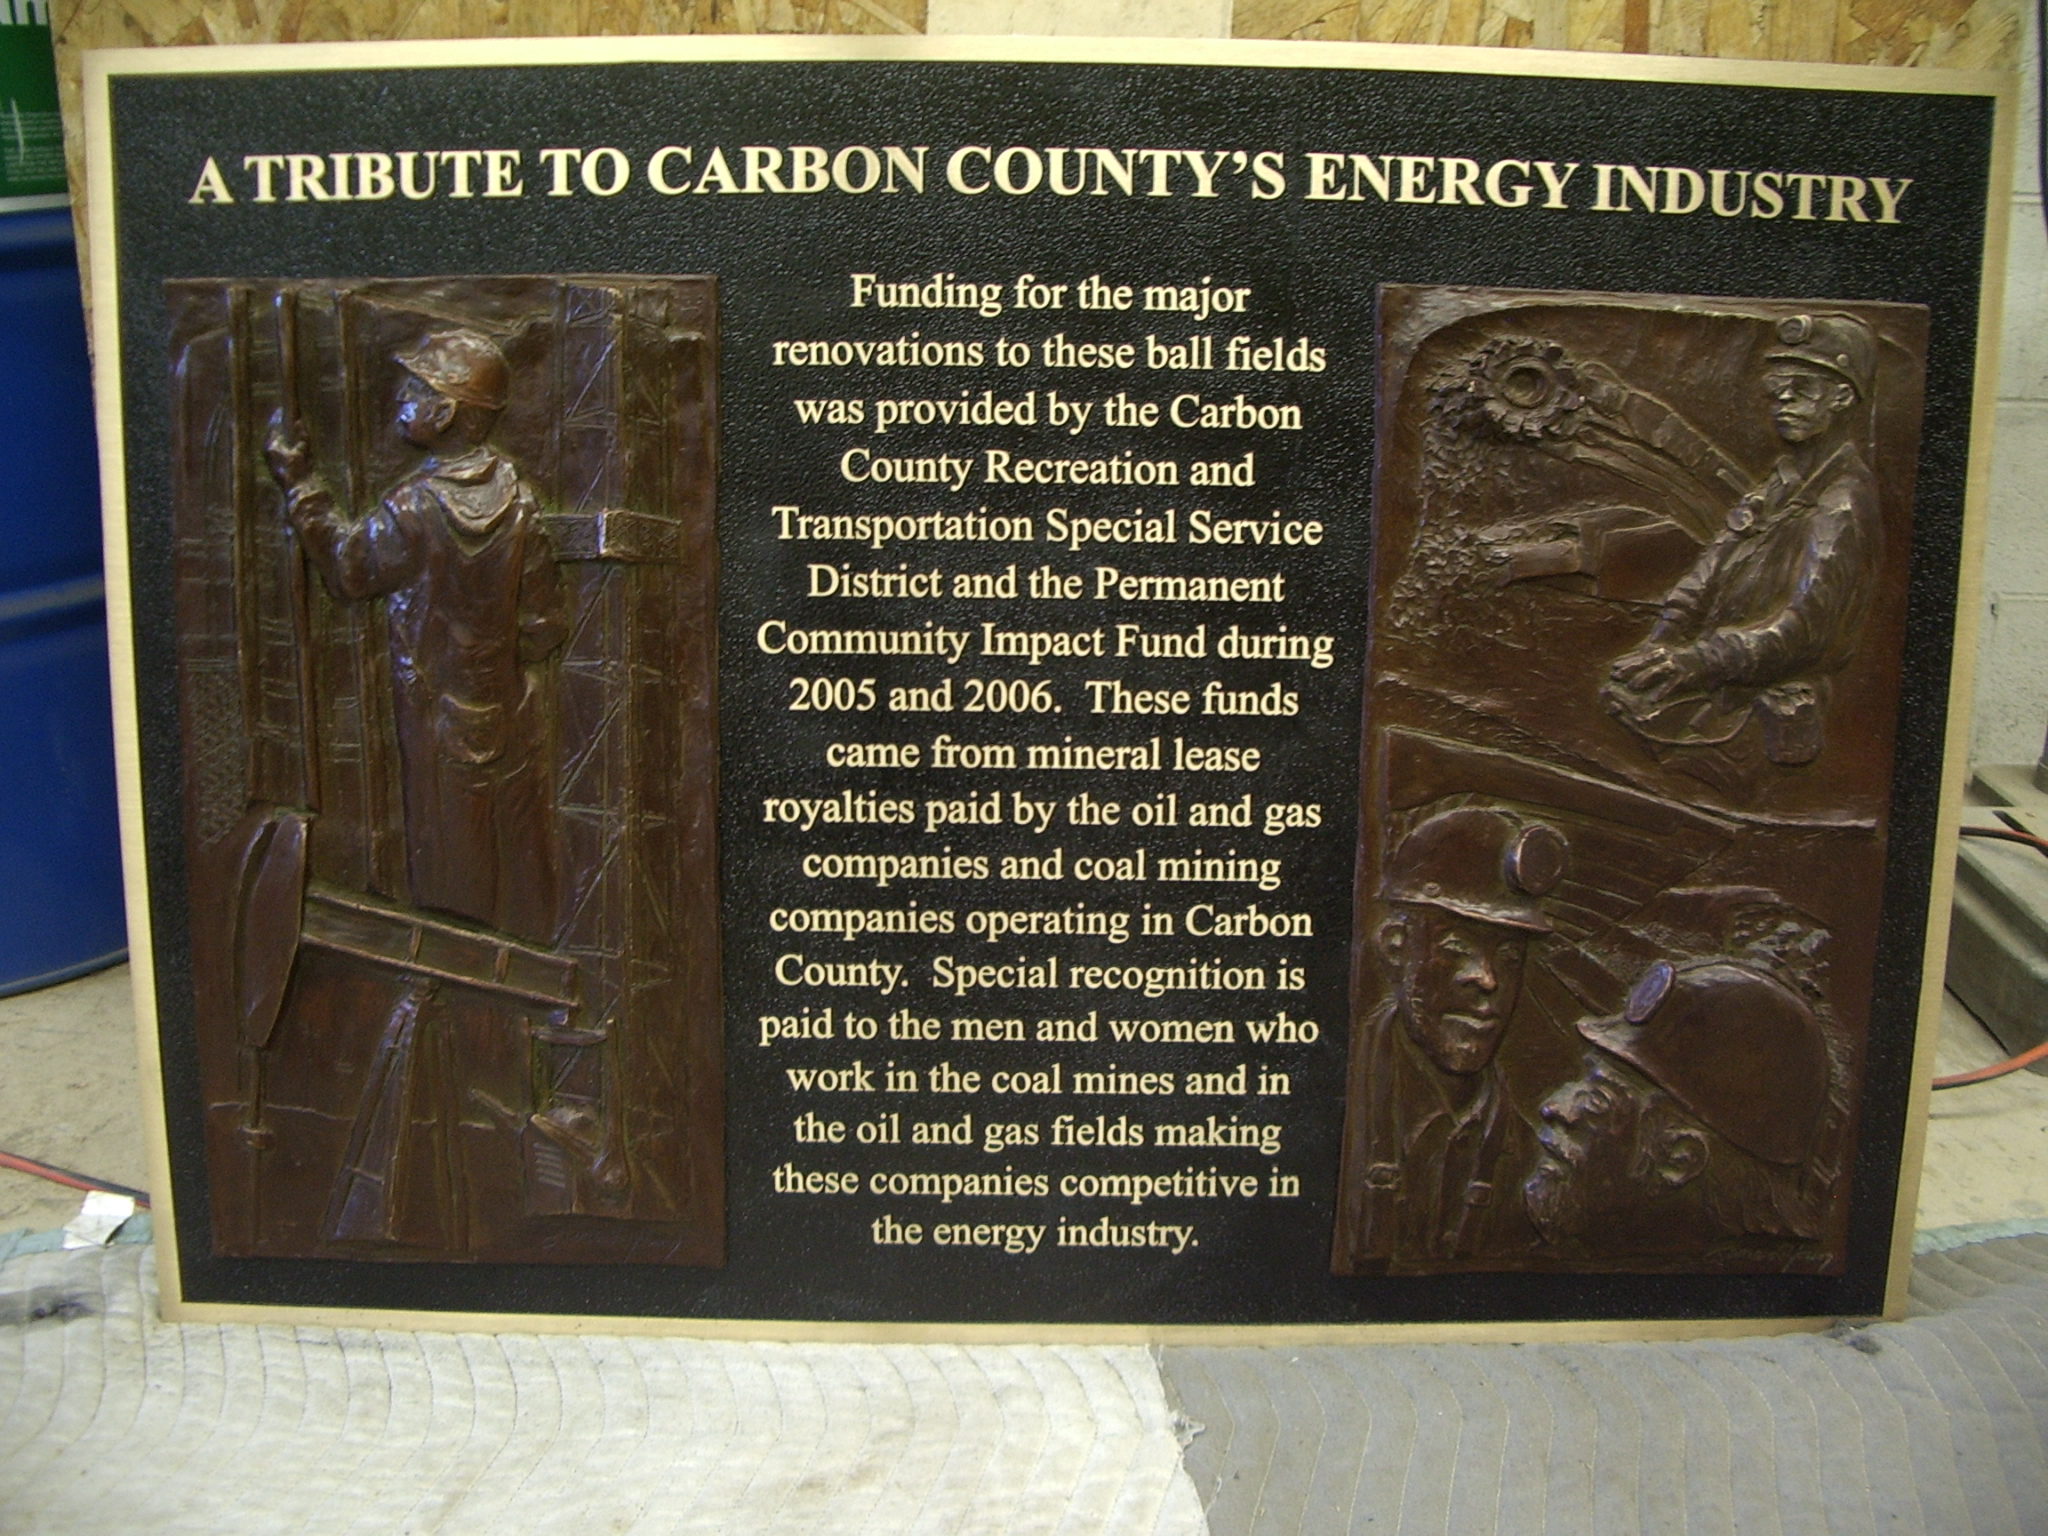 A TRIBUTE TO CARBON COUNTY'S ENERGY INDUSTRY
Funding for the major
renovations to these ball fields
was provided by the Carbon
County Recreation and
Transportation Special Service
District and the Permanent
Community Impact Fund during
2005 and 2006. These funds
came from mineral lease
royalties paid by the oil and gas
companies and coal mining
companies operating in Carbon
County. Special recognition is
paid to the men and women who
work in the coal mines and in
the oil and gas fields making
these companies competitive in
the energy industry.